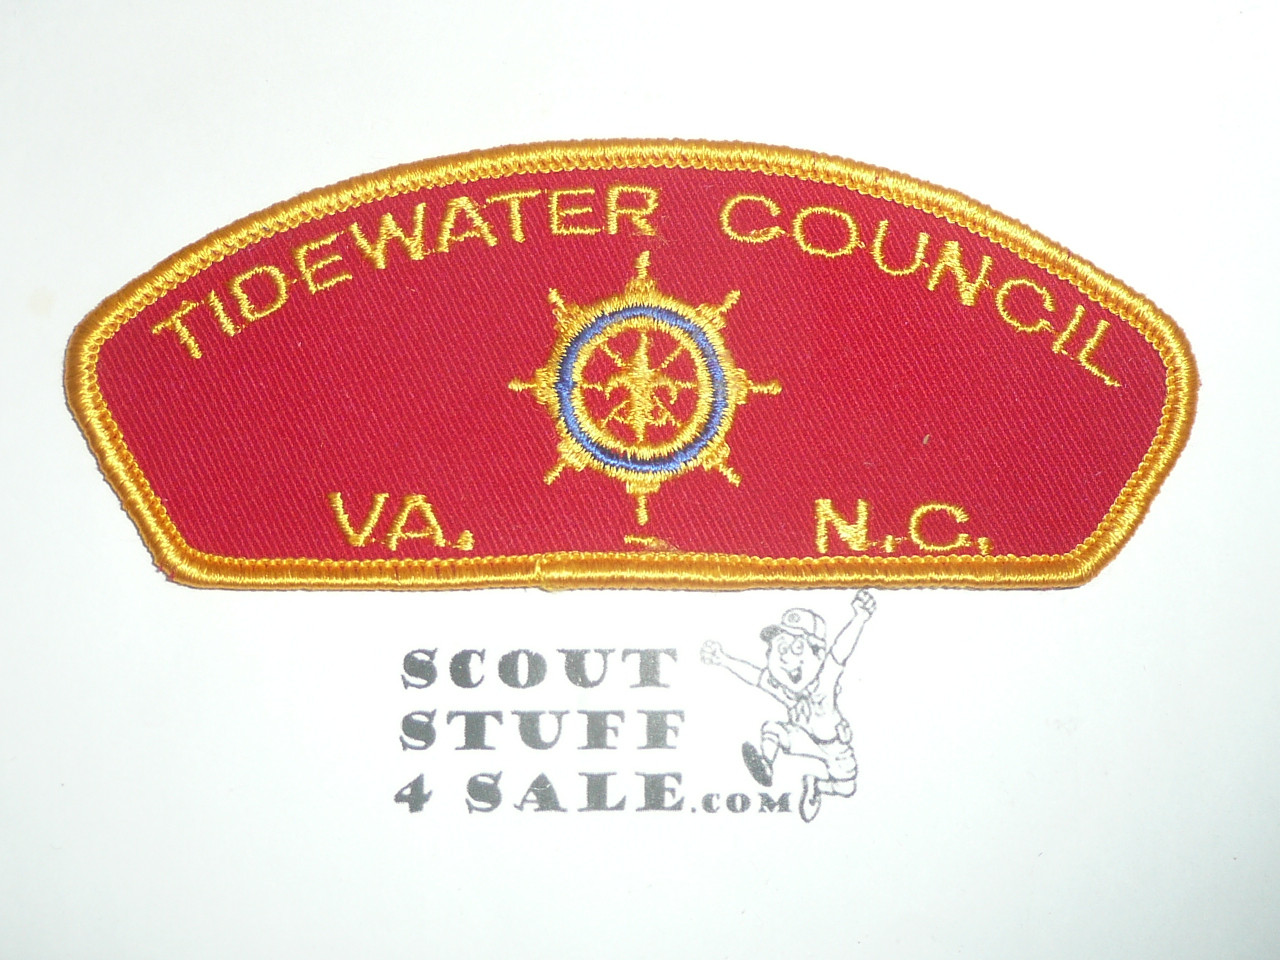 TIDEWATER COUNCIL
VA. N.C.
SCOUT
STUFF
4 SALE.COM